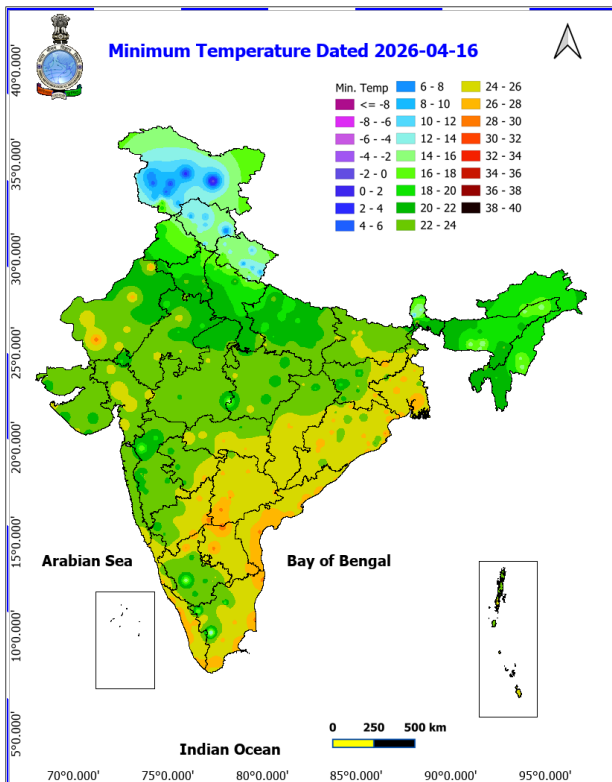 Minimum Temperature Dated 2026-04-16
Min. Temp
<= -8
-8 - -6
-6 - -4
-4 - -2
-2 - 0
0 - 2
2 - 4
4 - 6
6 - 8
8 - 10
10 - 12
12 - 14
14 - 16
16 - 18
18 - 20
20 - 22
22 - 24
24 - 26
26 - 28
28 - 30
30 - 32
32 - 34
34 - 36
36 - 38
38 - 40
40°0.000'
35°0.000'
30°0.000'
25°0.000'
20°0.000'
15°0.000'
10°0.000'
5°0.000'
Arabian Sea
Bay of Bengal
Indian Ocean
0 250 500 km
70°0.000' 75°0.000' 80°0.000' 85°0.000' 90°0.000' 95°0.000'